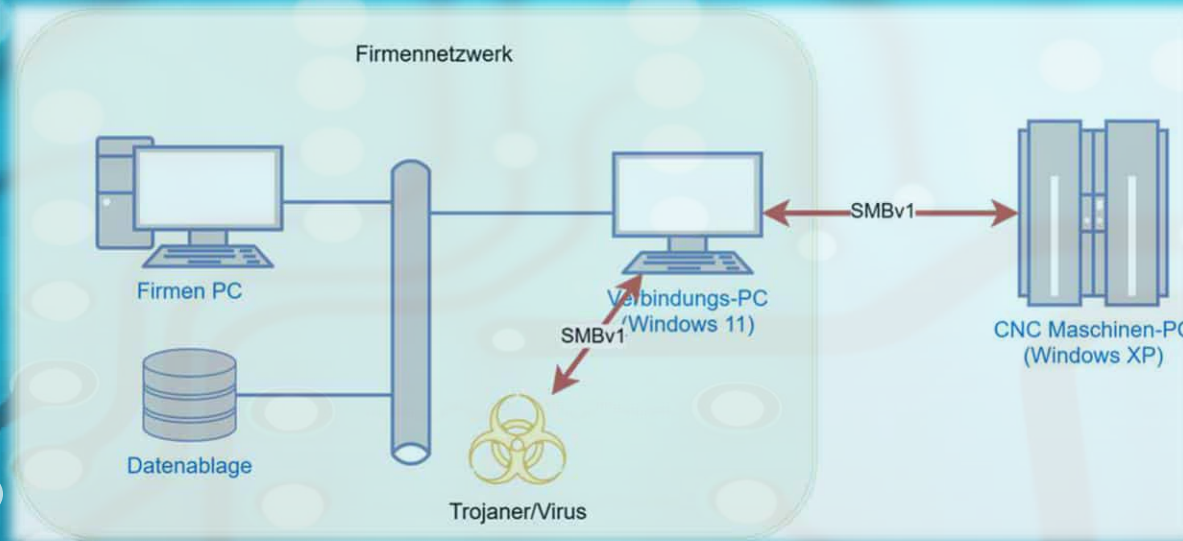 Firmennetzwerk
Firmen PC
Verbindungs-PC
(Windows 11)
SMBv1
SMBv1
CNC Maschinen-PC
(Windows XP)
Datenablage
Trojaner/Virus